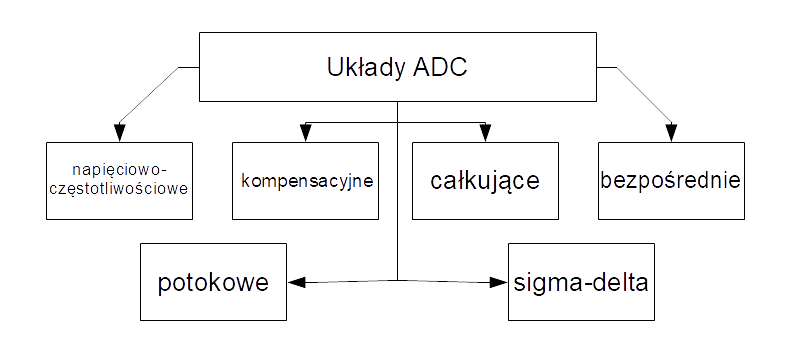 Układy ADC
napięciowo-
częstotliwościowe
kompensacyjne
całkujące
bezpośrednie
potokowe
sigma-delta